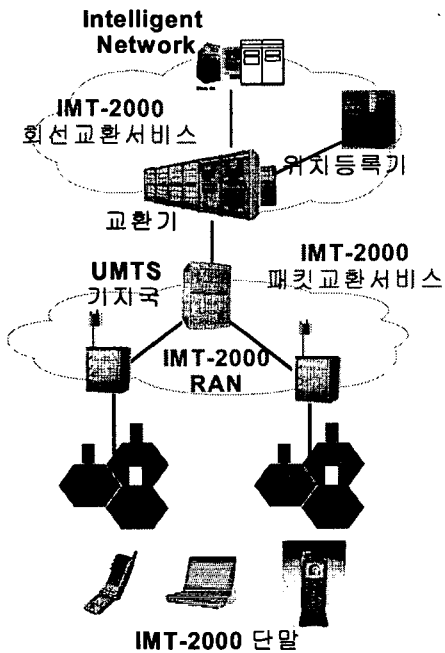 Intelligent
Network
IMT-2000
회선교환서비스
위치등록기
교환기
IMT-2000
패킷교환서비스
UMTS
기지국
IMT-2000
RAN
IMT-2000 단말